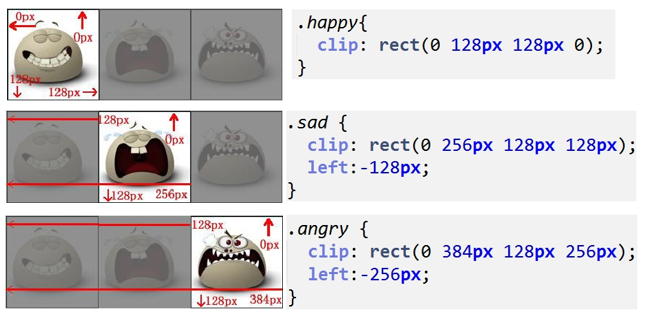 0px
0px
128px
128px
.happy{
clip: rect(0 128px 128px 0);
}
128px
0px
128px
256px
.sad {
clip: rect(0 256px 128px 128px);
left:-128px;
}
128px
0px
128px
384px
.angry {
clip: rect(0 384px 128px 256px);
left:-256px;
}